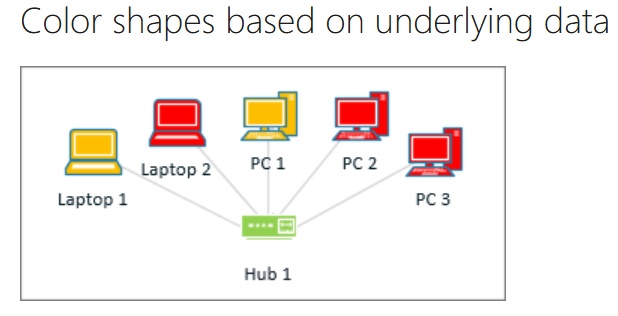 Color shapes based on underlying data
Laptop 1
Laptop 2
PC 1
PC 2
PC 3
Hub 1